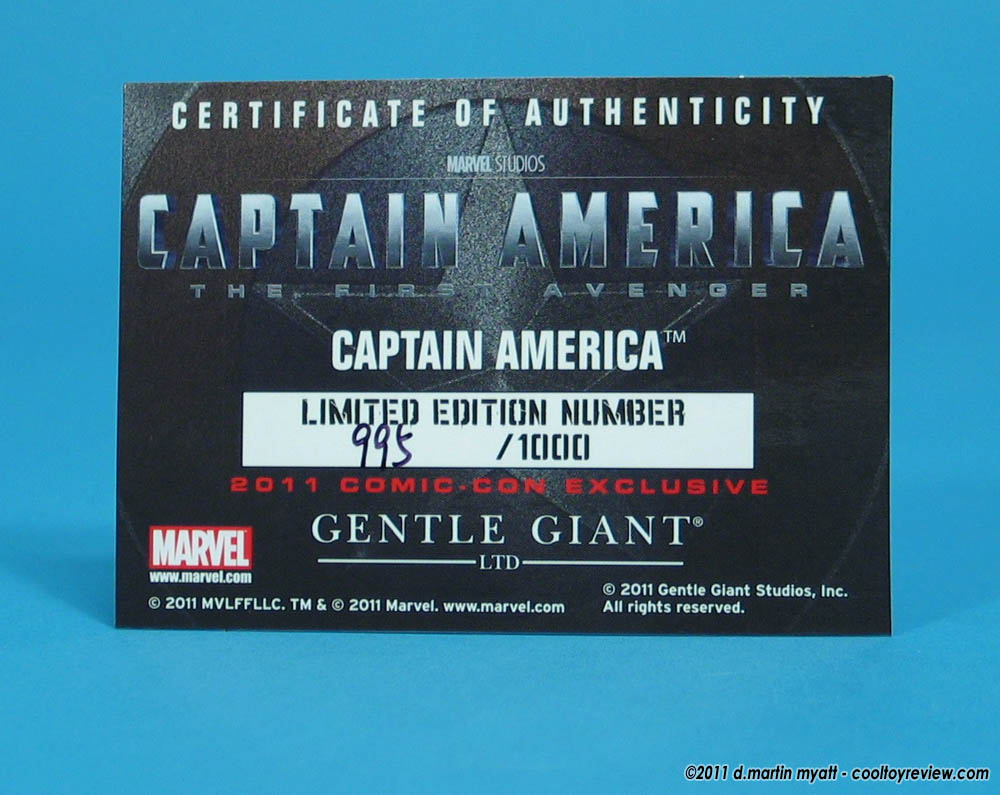 CERTIFICATE OF AUTHENTICITY
MARVEL STUDIOS
CAPTAIN AMERICA
THE FIRST AVENGER
CAPTAIN AMERICA™
LIMITED EDITION NUMBER
995 /1000
2011 COMIC-CON EXCLUSIVE
GENTLE GIANT®
LTD
MARVEL
www.marvel.com
© 2011 MVLFFLLC. TM & © 2011 Marvel. www.marvel.com
© 2011 Gentle Giant Studios, Inc.
All rights reserved.
©2011 d.martin myatt - cooltoyreview.com